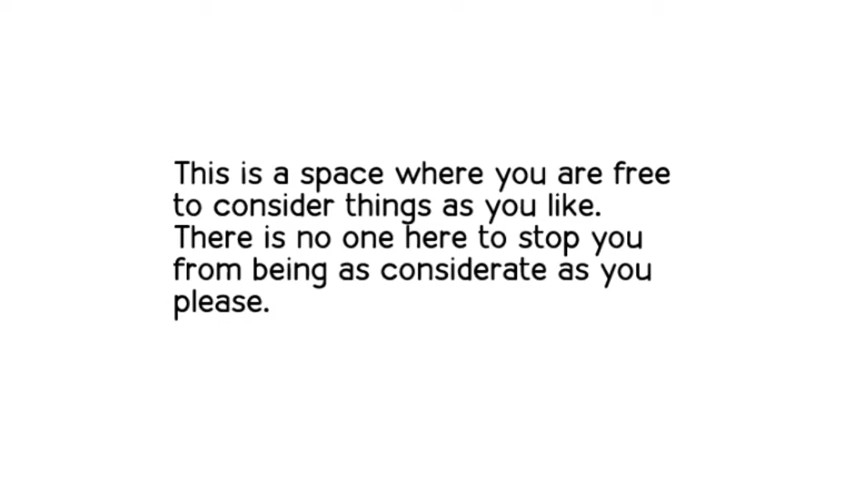 This is a space where you are free
to consider things as you like.
There is no one here to stop you
from being as considerate as you
please.